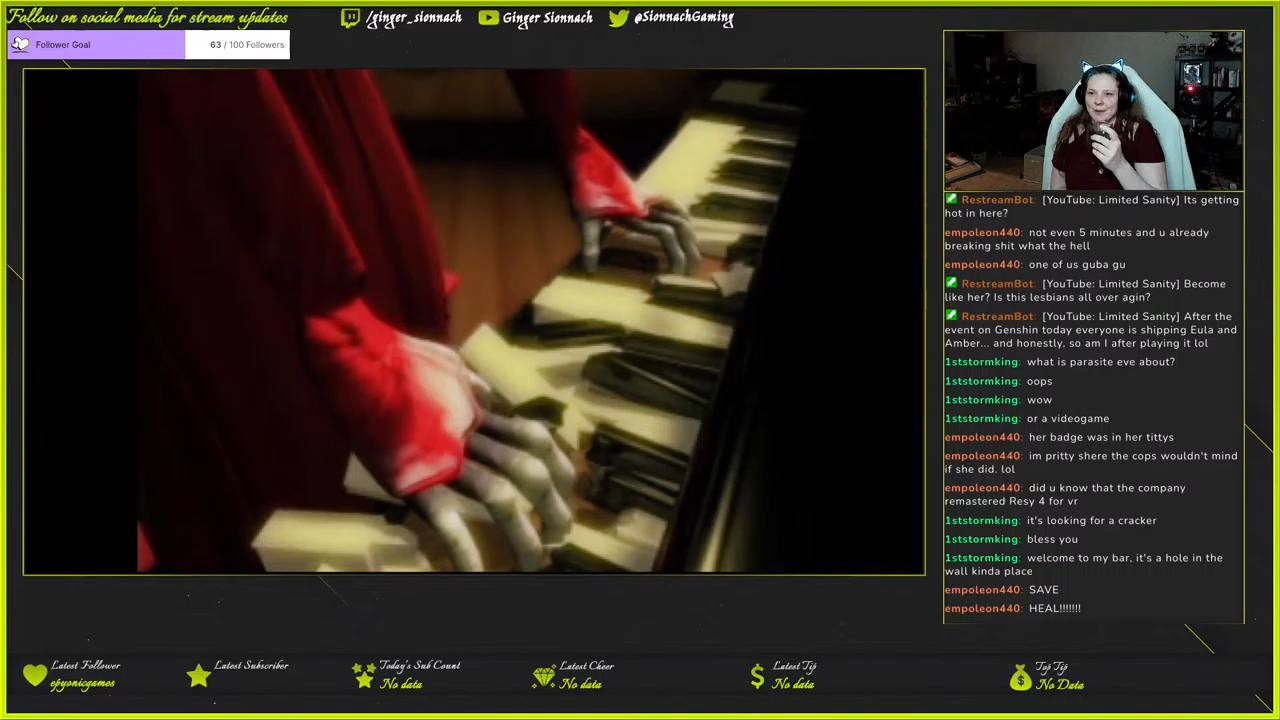 Follow on social media for stream updates
/ginger_sionnach
Ginger Sionnach
@SionnachGaming
Follower Goal
63 / 100 Followers
RestreamBot: [YouTube: Limited Sanity] Its getting
hot in here?
empoleon440: not even 5 minutes and u already
breaking shit what the hell
empoleon440: one of us guba gu
RestreamBot: [YouTube: Limited Sanity] Become
like her? Is this lesbians all over agin?
RestreamBot: [YouTube: Limited Sanity] After the
event on Genshin today everyone is shipping Eula and
Amber... and honestly, so am I after playing it lol
1ststormking: what is parasite eve about?
1ststormking: oops
1ststormking: wow
1ststormking: or a videogame
empoleon440: her badge was in her tittys
empoleon440: im pritty shere the cops wouldn't mind
if she did. lol
empoleon440: did u know that the company
remastered Resy 4 for vr
1ststormking: it's looking for a cracker
1ststormking: bless you
1ststormking: welcome to my bar, it's a hole in the
wall kinda place
empoleon440: SAVE
empoleon440: HEAL!!!!!!!
Latest Follower
epyonicgames
Latest Subscriber
Today's Sub Count
No data
Latest Cheer
No data
Latest Tip
No data
Top Tip
No Data